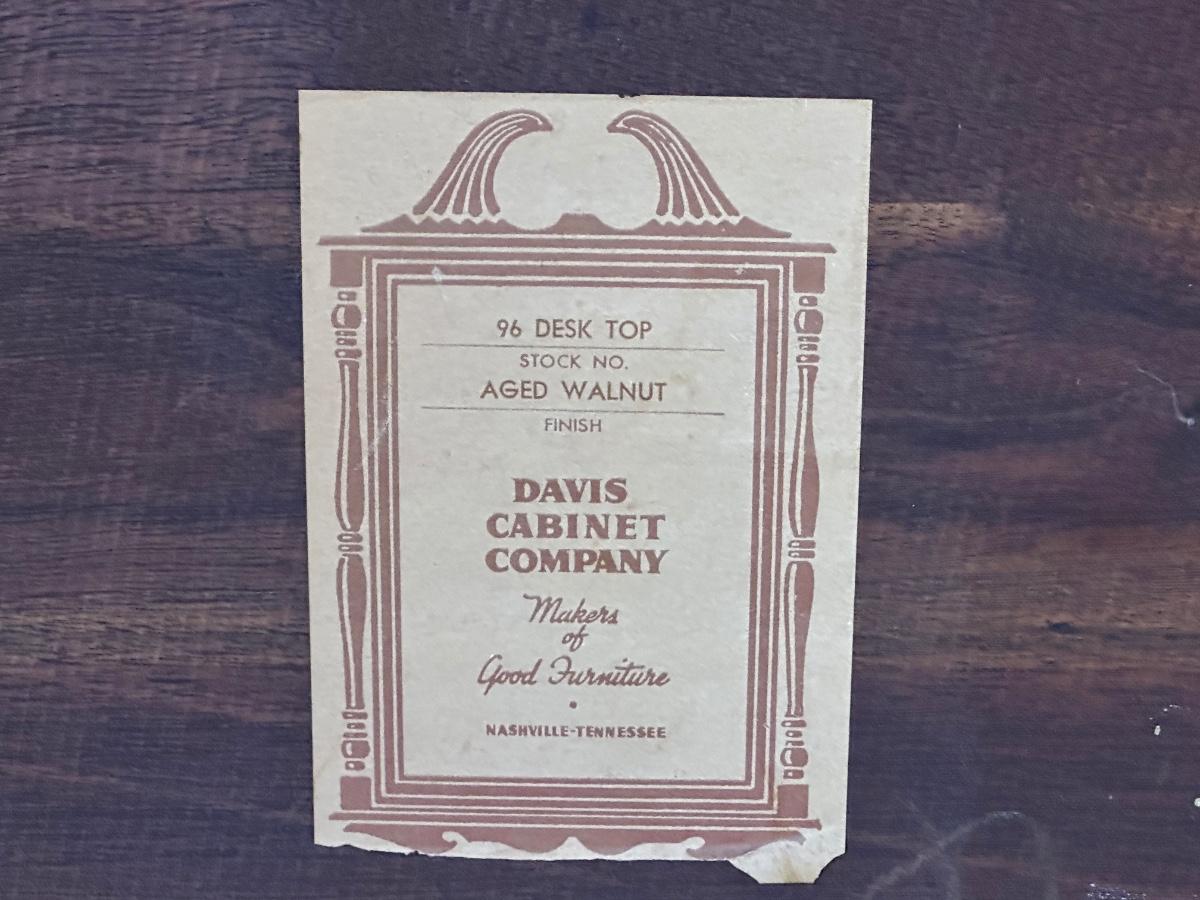 96 DESK TOP
STOCK NO.
AGED WALNUT
FINISH
DAVIS
CABINET
COMPANY
Makers
of
Good Furniture
•
NASHVILLE-TENNESSEE